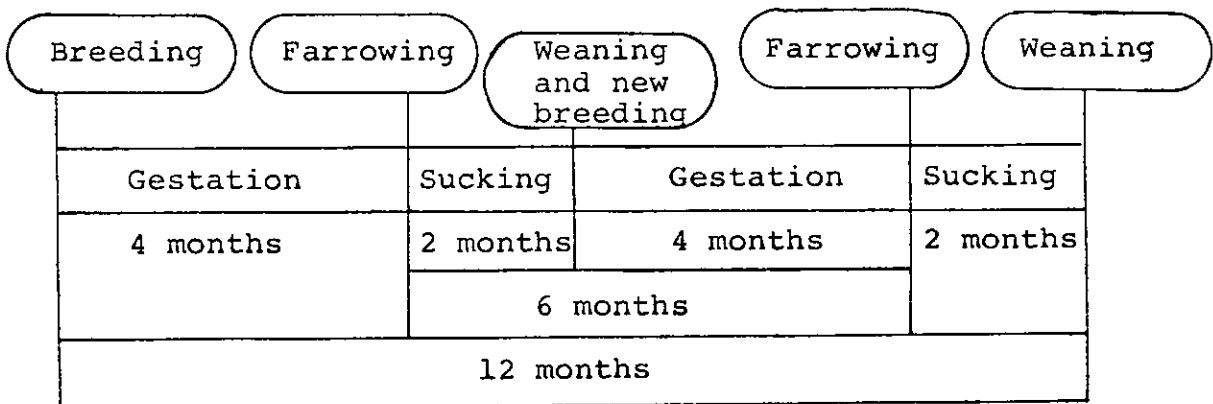 Breeding
Farrowing
Weaning
and new
breeding
Farrowing
Weaning
Gestation
Sucking
Gestation
Sucking
4 months
2 months
4 months
2 months
6 months
12 months